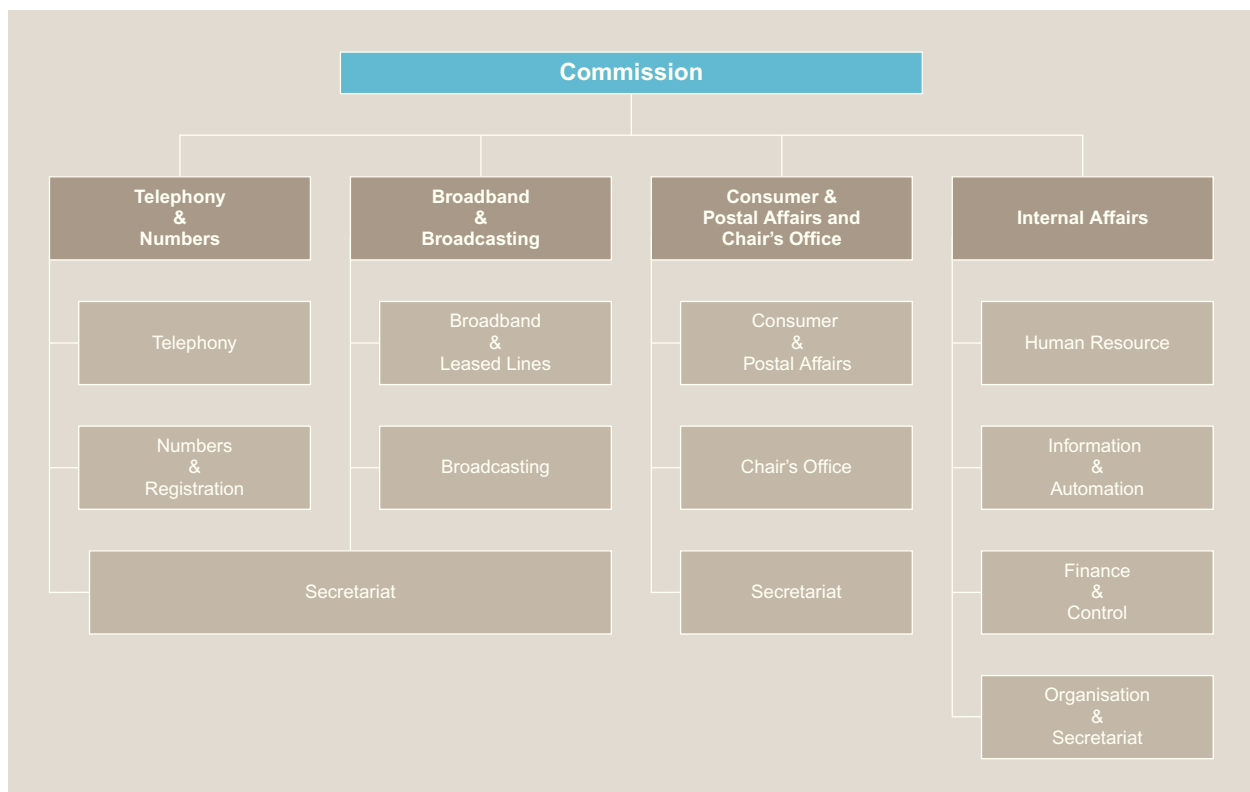 Commission
Telephony
&
Numbers
Broadband
&
Broadcasting
Consumer &
Postal Affairs and
Chair's Office
Internal Affairs
Telephony
Broadband
&
Leased Lines
Consumer
&
Postal Affairs
Human Resource
Numbers
&
Registration
Broadcasting
Chair's Office
Information
&
Automation
Secretariat
Secretariat
Finance
&
Control
Organisation
&
Secretariat